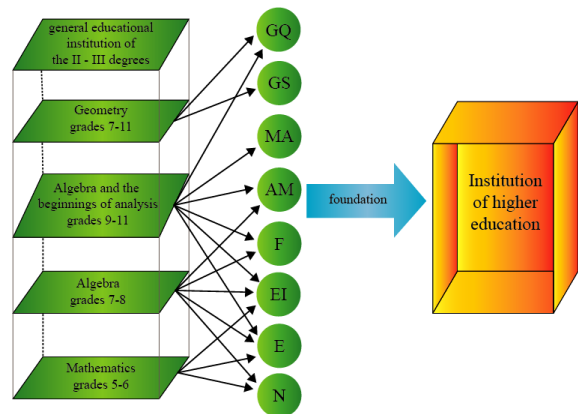 general educational
institution of
the II - III degrees
Geometry
grades 7-11
Algebra and the
beginnings of analysis
grades 9-11
Algebra
grades 7-8
Mathematics
grades 5-6
GQ
GS
MA
AM
F
EI
E
N
foundation
Institution
of higher
education